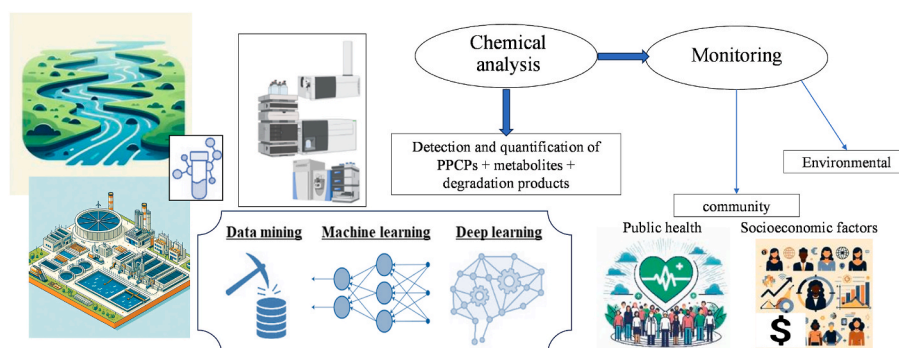 Chemical
analysis
Monitoring
Detection and quantification of
PPCPs + metabolites +
degradation products
Environmental
community
Public health
Socioeconomic factors
Data mining
Machine learning
Deep learning
$